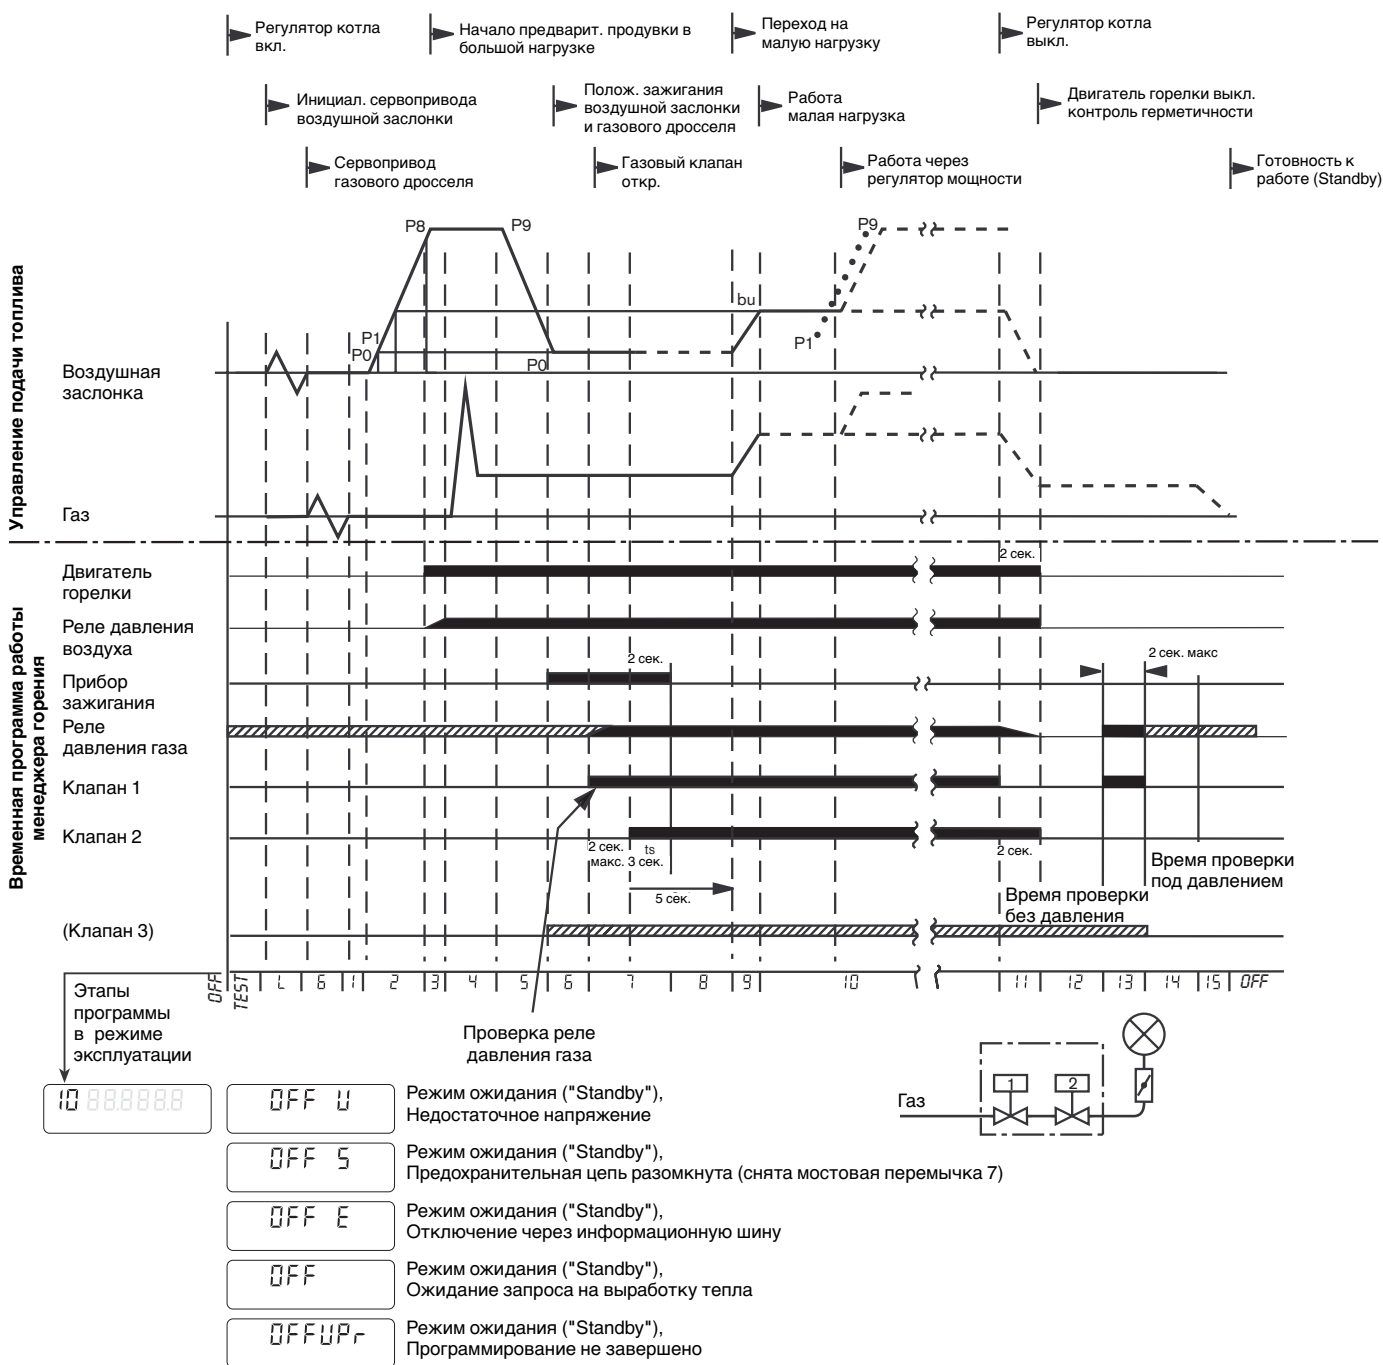 Регулятор котла
вкл.
Начало предварит. продувки в
большой нагрузке
Переход на
малую нагрузку
Регулятор котла
выкл.
Инициал. сервопривода
воздушной заслонки
Полож. зажигания
воздушной заслонки
и газового дросселя
Работа
малая нагрузка
Двигатель горелки выкл.
контроль герметичности
Сервопривод
газового дросселя
Газовый клапан
откр.
Работа через
регулятор мощности
Готовность к
работе (Standby)
Управление подачи топлива
P8
P9
P9
bu
P1
P0
P0
P1
Воздушная
заслонка
Газ
Временная программа работы
менеджера горения
Двигатель
горелки
2 сек.
Реле давления
воздуха
2 сек.
2 сек. макс
Прибор
зажигания
Реле
давления газа
Клапан 1
Клапан 2
2 сек.
макс. 3 сек.
ts
2 сек.
5 сек.
Время проверки
под давлением
Время проверки
без давления
(Клапан 3)
OFF TEST L 6 1 2 3 4 5 6 7 8 9 10 11 12 13 14 15 OFF
Этапы
программы
в режиме
эксплуатации
Проверка реле
давления газа
10 88.888.8
Газ
1
2
OFF U
Режим ожидания ("Standby"),
Недостаточное напряжение
OFF S
Режим ожидания ("Standby"),
Предохранительная цепь разомкнута (снята мостовая перемычка 7)
OFF E
Режим ожидания ("Standby"),
Отключение через информационную шину
OFF
Режим ожидания ("Standby"),
Ожидание запроса на выработку тепла
OFFUPr
Режим ожидания ("Standby"),
Программирование не завершено